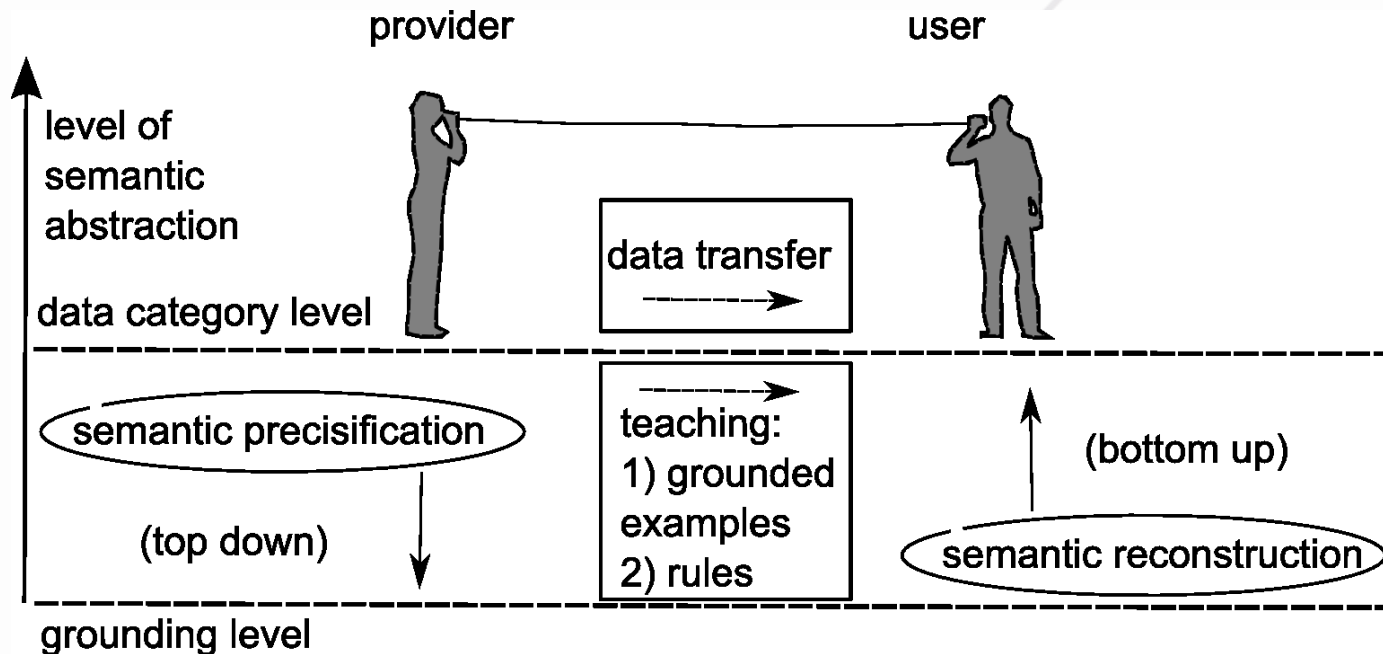 provider
user
level of
semantic
abstraction
data transfer
data category level
semantic precisification
(top down)
teaching:
1) grounded
examples
2) rules
(bottom up)
semantic reconstruction
grounding level